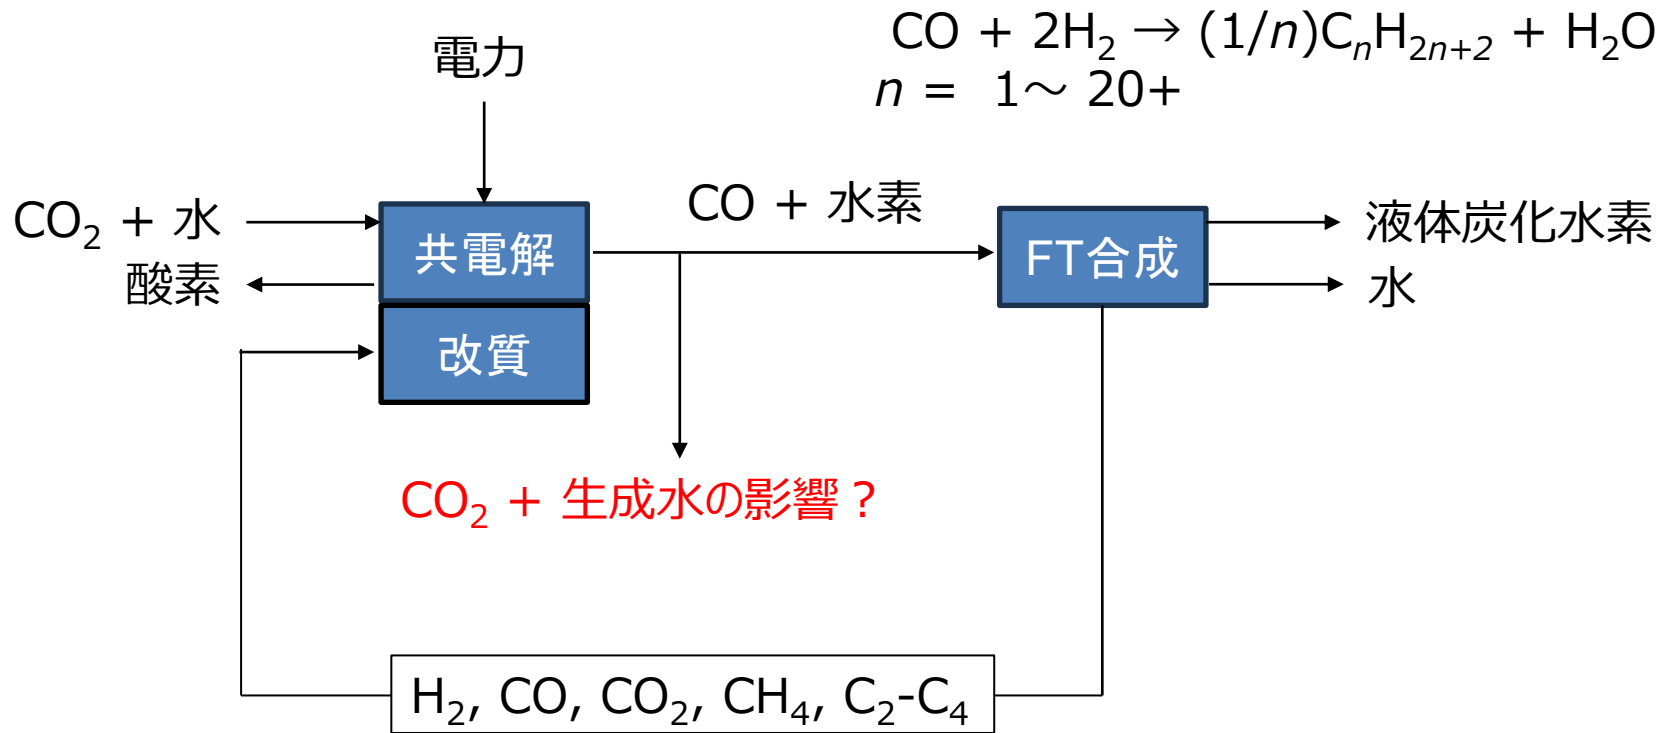 CO + 2H₂ → (1/n)CₙH₂ₙ₊₂ + H₂O
n = 1～ 20+
電力
CO₂ + 水
酸素
共電解
改質
CO + 水素
FT合成
液体炭化水素
水
CO₂ + 生成水の影響？
H₂, CO, CO₂, CH₄, C₂-C₄